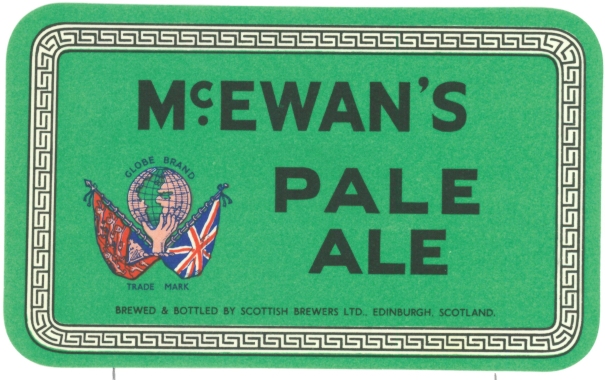 McEWAN'S
GLOBE BRAND
PALE
ALE
TRADE MARK
BREWED & BOTTLED BY SCOTTISH BREWERS LTD., EDINBURGH, SCOTLAND.